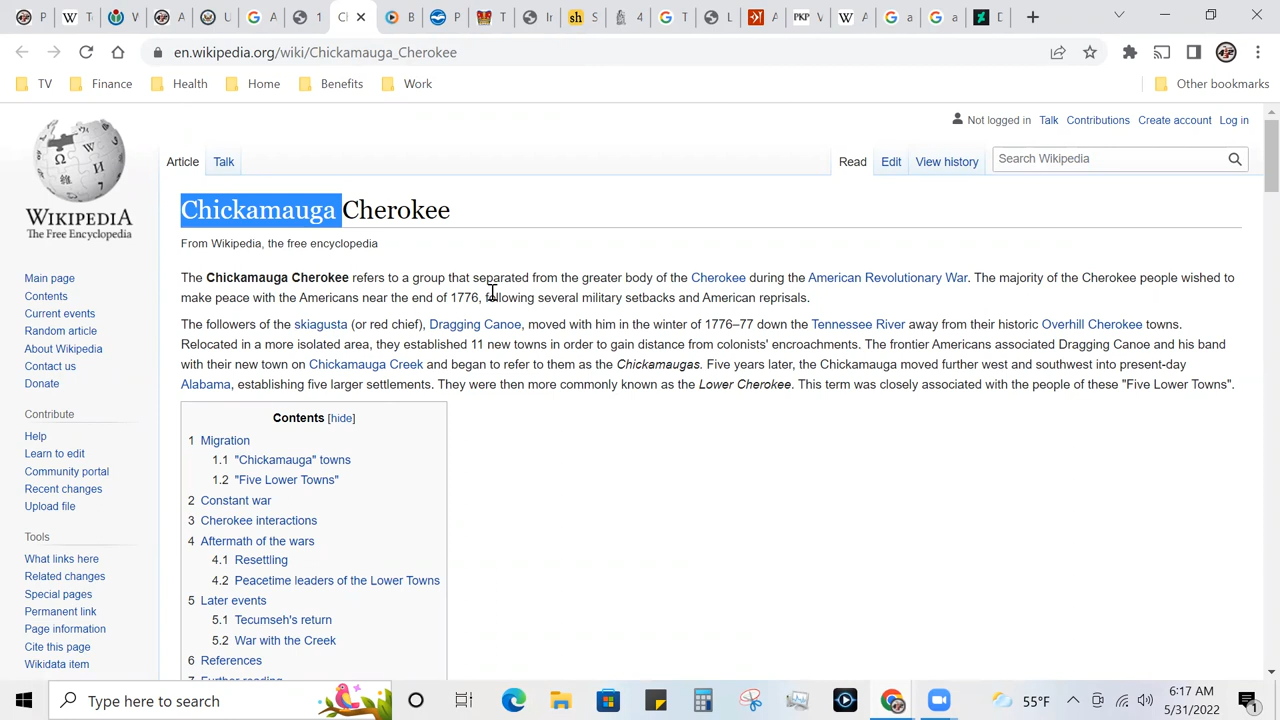 P
W T
W
A
U
G A
1
Cl
B
P
T
In
sh S
4
G T
L
A
PKP
W A
G a
G a
D
en.wikipedia.org/wiki/Chickamauga_Cherokee
TV Finance Health Home Benefits Work Other bookmarks
Not logged in Talk Contributions Create account Log in
Article Talk Read Edit View history Search Wikipedia
WIKIPEDIA
The Free Encyclopedia
Main page
Contents
Current events
Random article
About Wikipedia
Contact us
Donate
Contribute
Help
Learn to edit
Community portal
Recent changes
Upload file
Tools
What links here
Related changes
Special pages
Permanent link
Page information
Cite this page
Wikidata item
Chickamauga Cherokee
From Wikipedia, the free encyclopedia
The Chickamauga Cherokee refers to a group that separated from the greater body of the Cherokee during the American Revolutionary War. The majority of the Cherokee people wished to
make peace with the Americans near the end of 1776, following several military setbacks and American reprisals.
The followers of the skiagusta (or red chief), Dragging Canoe, moved with him in the winter of 1776–77 down the Tennessee River away from their historic Overhill Cherokee towns.
Relocated in a more isolated area, they established 11 new towns in order to gain distance from colonists' encroachments. The frontier Americans associated Dragging Canoe and his band
with their new town on Chickamauga Creek and began to refer to them as the Chickamaugas. Five years later, the Chickamauga moved further west and southwest into present-day
Alabama, establishing five larger settlements. They were then more commonly known as the Lower Cherokee. This term was closely associated with the people of these "Five Lower Towns".
Contents [hide]
1 Migration
1.1 "Chickamauga" towns
1.2 "Five Lower Towns"
2 Constant war
3 Cherokee interactions
4 Aftermath of the wars
4.1 Resettling
4.2 Peacetime leaders of the Lower Towns
5 Later events
5.1 Tecumseh's return
5.2 War with the Creek
6 References
7 Further reading
Type here to search
55°F
6:17 AM
5/31/2022
1